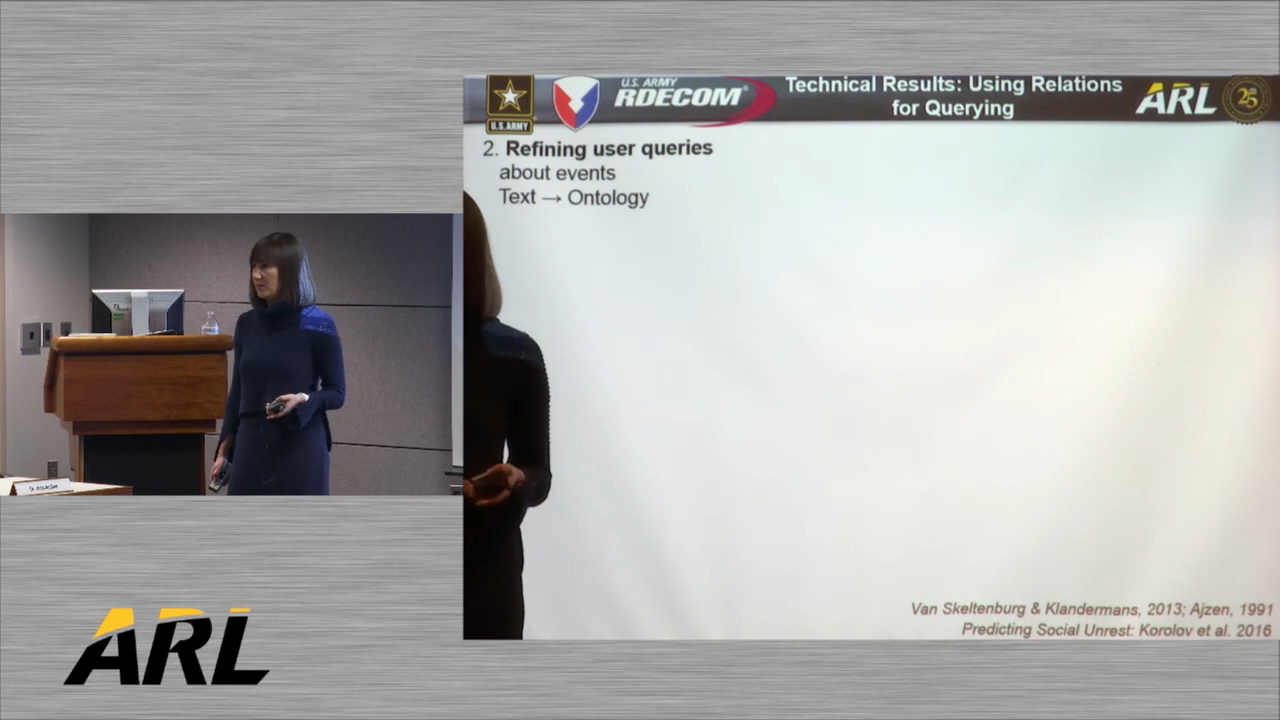 U.S. ARMY
U.S. ARMY
RDECOM®
Technical Results: Using Relations
for Querying
ARL
25
2. Refining user queries
about events
Text → Ontology
Van Skeltenburg & Klandermans, 2013; Ajzen, 1991
Predicting Social Unrest: Korolov et al. 2016
ARL